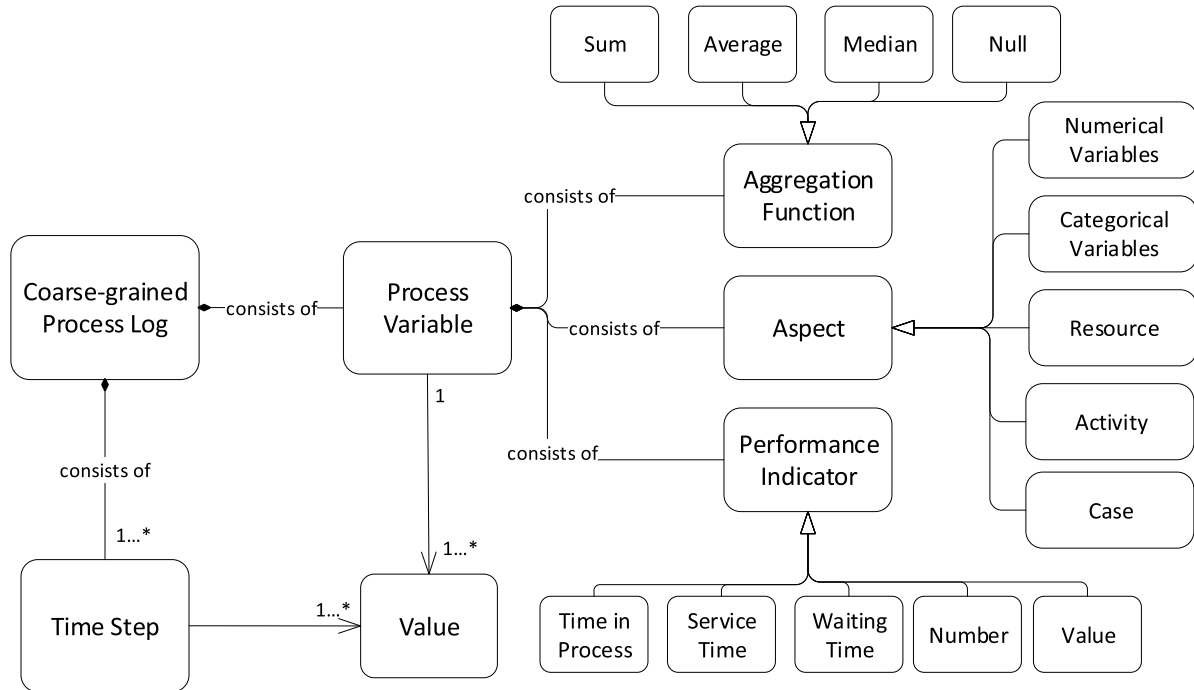 Sum
Average
Median
Null
Numerical
Variables
Aggregation
Function
consists of
Categorical
Variables
Coarse-grained
Process Log
consists of
Process
Variable
consists of
Aspect
Resource
1
Activity
Performance
Indicator
consists of
consists of
Case
1...*
1...*
Time Step
1...*
Value
Time in
Process
Service
Time
Waiting
Time
Number
Value